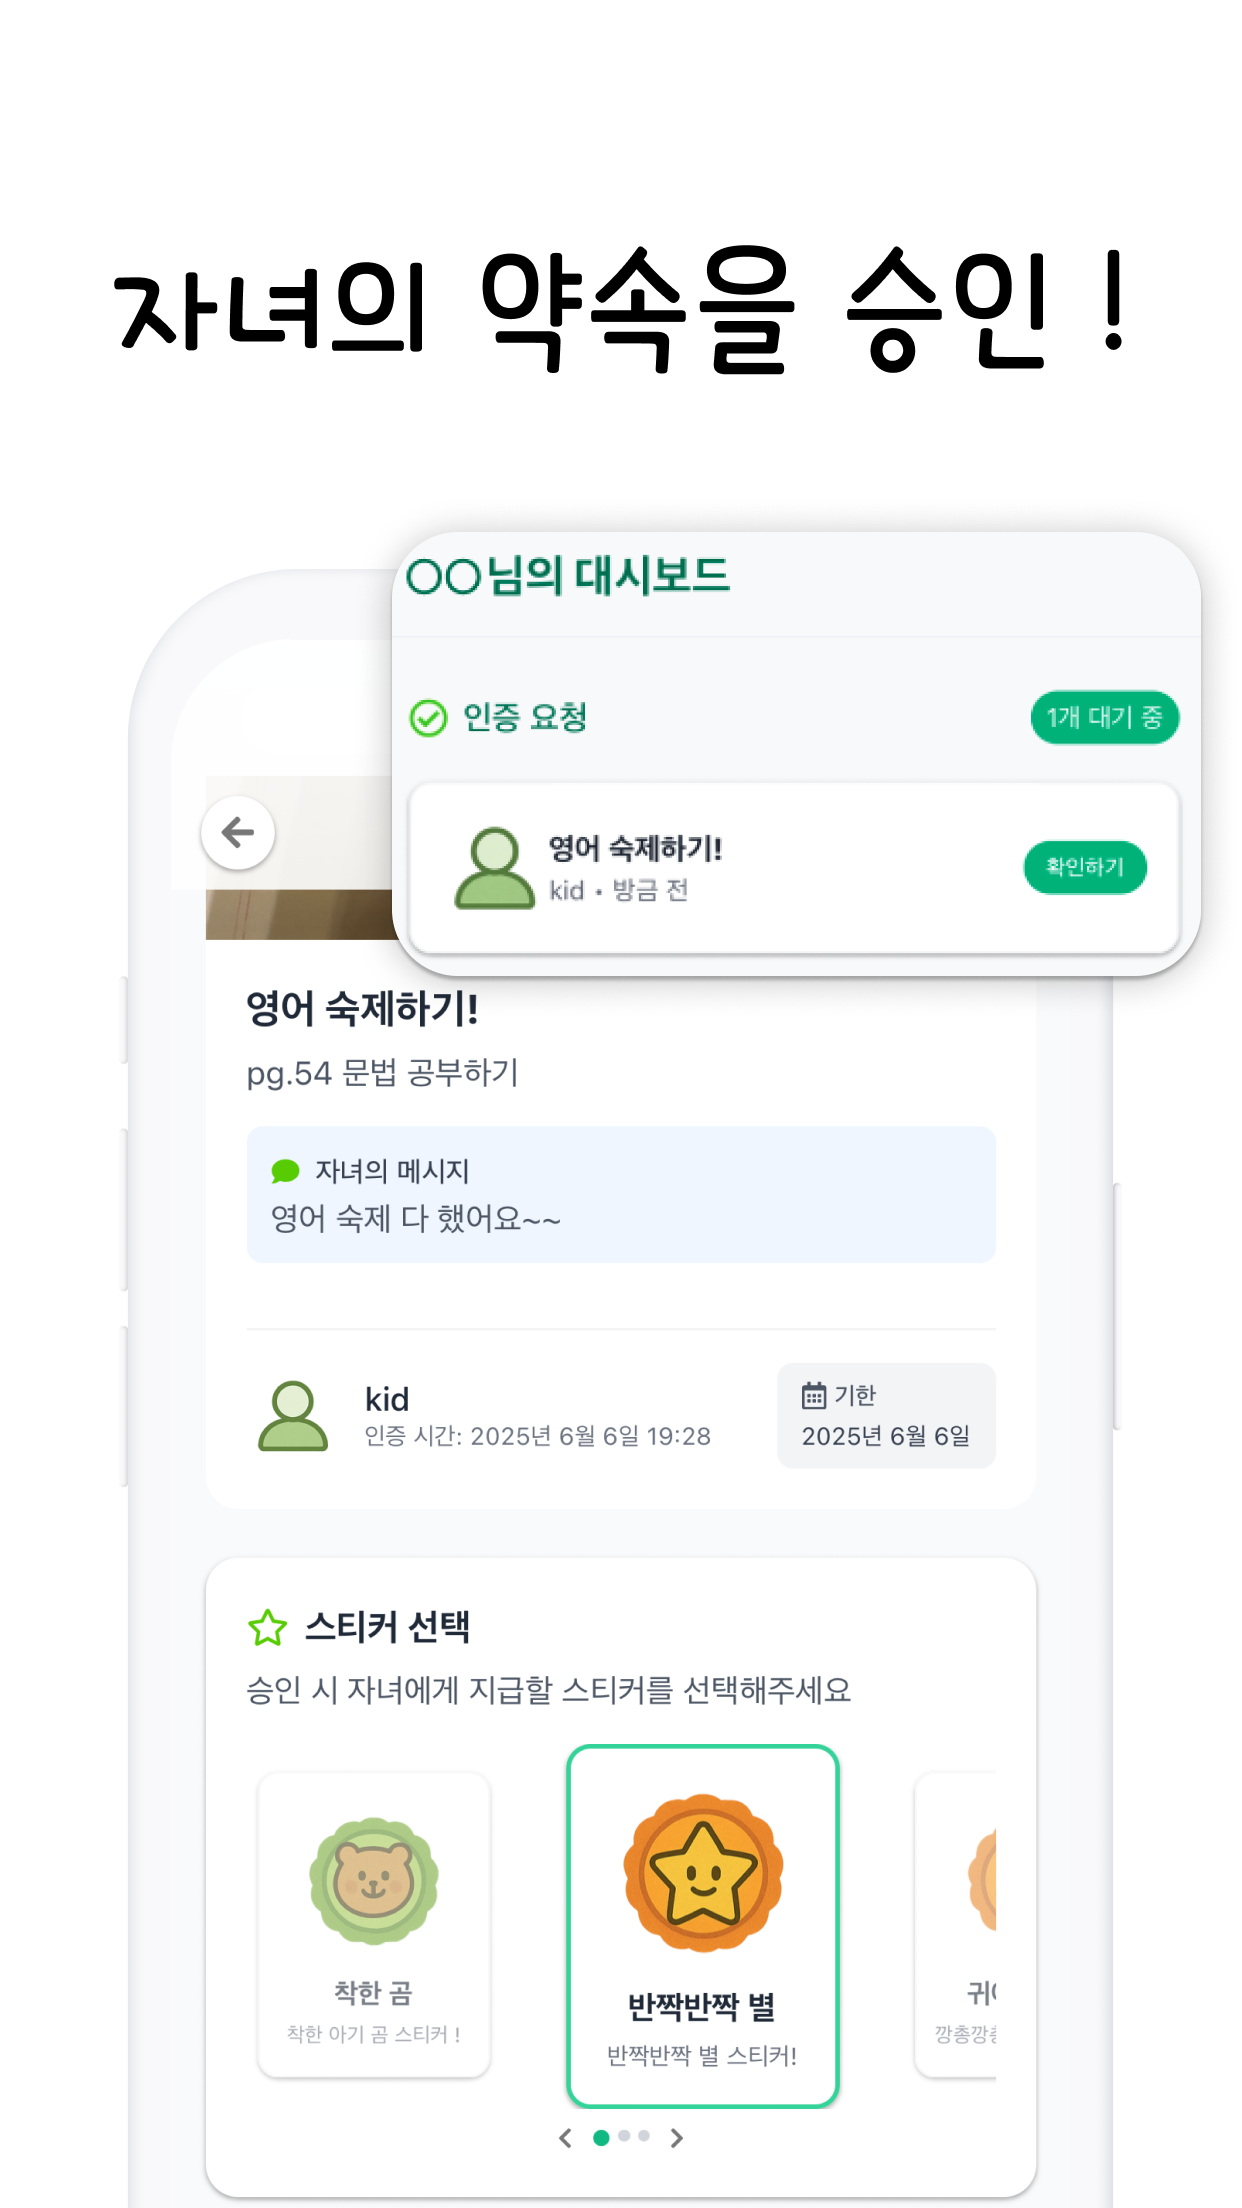 자녀의 약속을 승인 !
○○님의 대시보드
인증 요청
1개 대기 중
영어 숙제하기!
kid • 방금 전
확인하기
영어 숙제하기!
pg.54 문법 공부하기
자녀의 메시지
영어 숙제 다 했어요~~
kid
인증 시간: 2025년 6월 6일 19:28
기한
2025년 6월 6일
스티커 선택
승인 시 자녀에게 지급할 스티커를 선택해주세요
착한 곰
착한 아기 곰 스티커 !
반짝반짝 별
반짝반짝 별 스티커!
귀
깡총깡